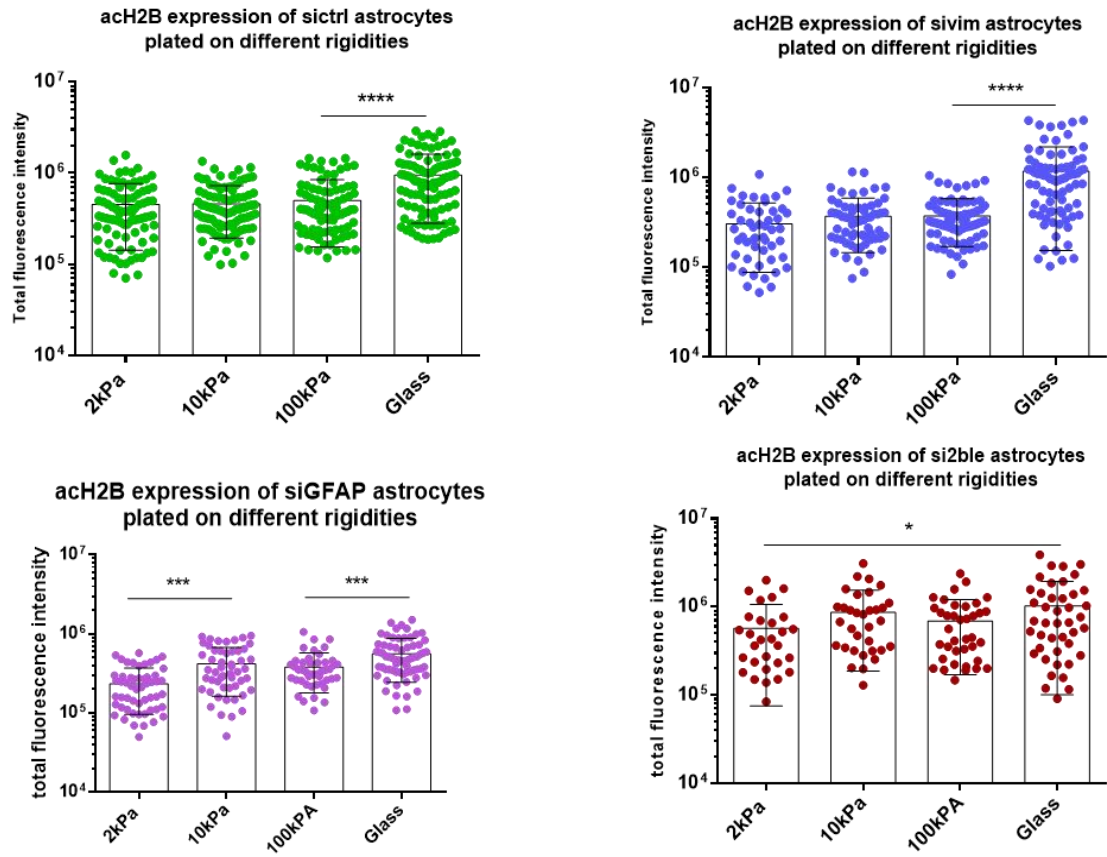 acH2B expression of sictrl astrocytes
plated on different rigidities
****
Total fluorescence intensity
10⁷
10⁶
10⁵
10⁴
2kPa
10kPa
100kPa
Glass
acH2B expression of sivim astrocytes
plated on different rigidities
****
Total fluorescence intensity
10⁷
10⁶
10⁵
10⁴
2kPa
10kPa
100kPa
Glass
acH2B expression of siGFAP astrocytes
plated on different rigidities
***
***
total fluorescence intensity
10⁷
10⁶
10⁵
10⁴
2kPa
10kPa
100kPA
Glass
acH2B expression of si2ble astrocytes
plated on different rigidities
*
total fluorescence intensity
10⁷
10⁶
10⁵
10⁴
2kPa
10kPa
100kPA
Glass